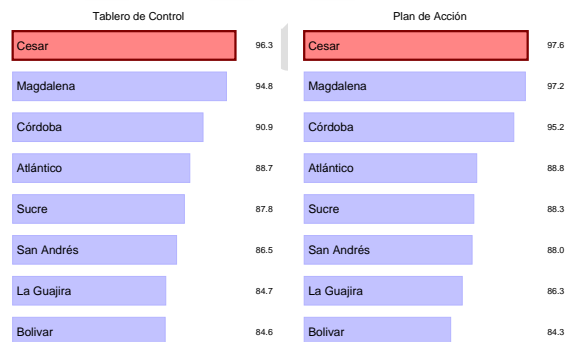 Tablero de Control Plan de Acción
Cesar 96.3 Cesar 97.6
Magdalena 94.8 Magdalena 97.2
Córdoba 90.9 Córdoba 95.2
Atlántico 88.7 Atlántico 88.8
Sucre 87.8 Sucre 88.3
San Andrés 86.5 San Andrés 88.0
La Guajira 84.7 La Guajira 86.3
Bolivar 84.6 Bolivar 84.3